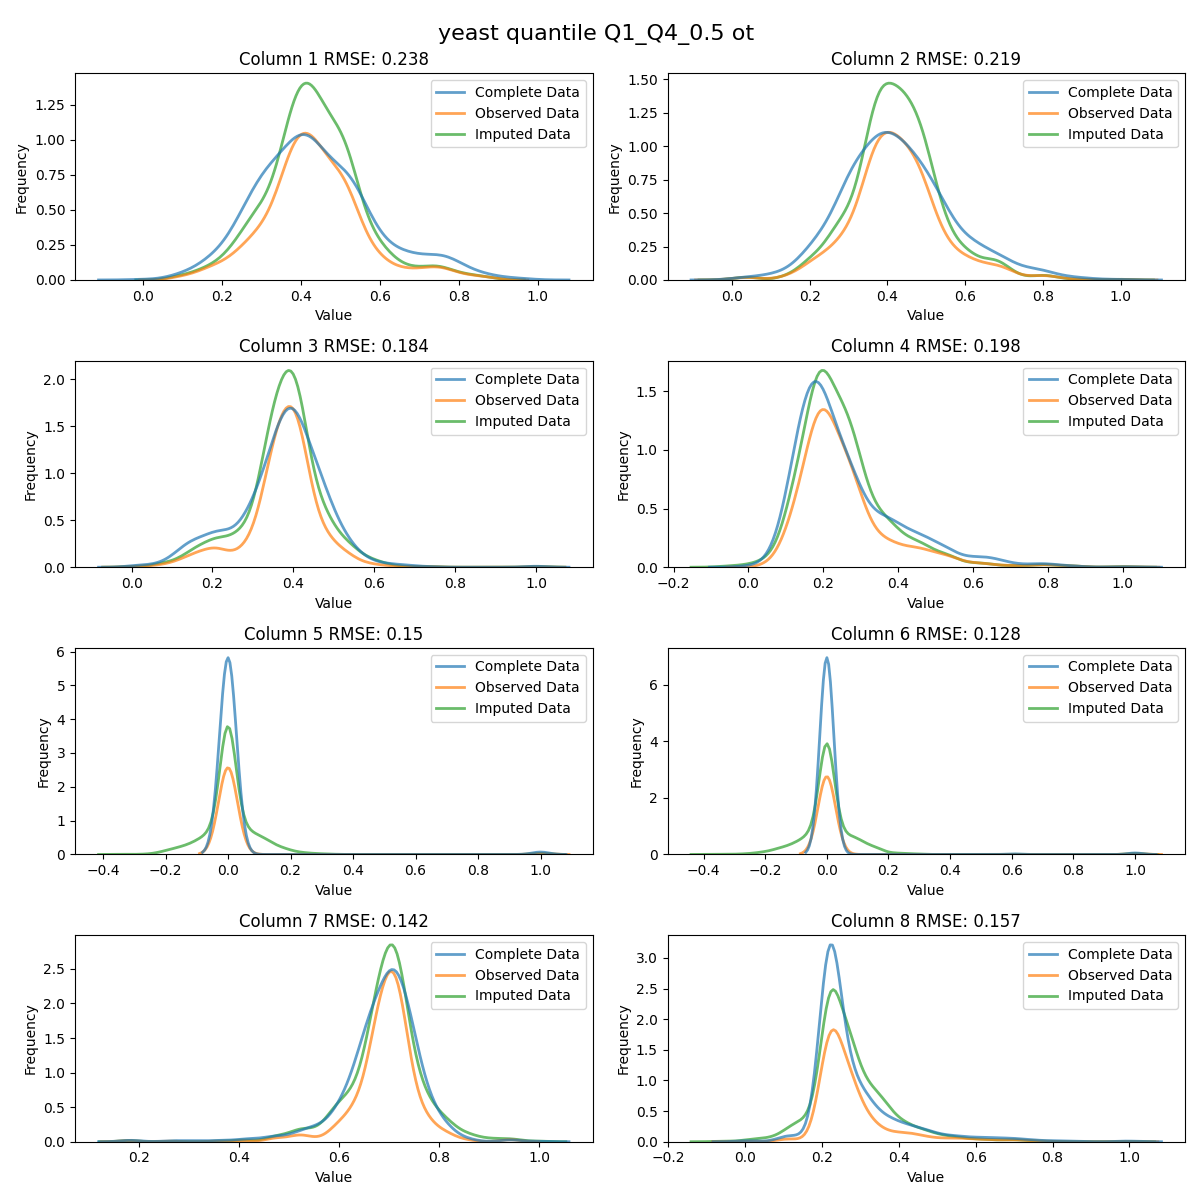 yeast quantile Q1_Q4_0.5 ot
Column 1 RMSE: 0.238
Frequency
1.25
1.00
0.75
0.50
0.25
0.00
Complete Data
Observed Data
Imputed Data
0.0 0.2 0.4 0.6 0.8 1.0
Value
Column 2 RMSE: 0.219
Frequency
1.50
1.25
1.00
0.75
0.50
0.25
0.00
Complete Data
Observed Data
Imputed Data
0.0 0.2 0.4 0.6 0.8 1.0
Value
Column 3 RMSE: 0.184
Frequency
2.0
1.5
1.0
0.5
0.0
Complete Data
Observed Data
Imputed Data
0.0 0.2 0.4 0.6 0.8 1.0
Value
Column 4 RMSE: 0.198
Frequency
1.5
1.0
0.5
0.0
Complete Data
Observed Data
Imputed Data
−0.2 0.0 0.2 0.4 0.6 0.8 1.0
Value
Column 5 RMSE: 0.15
Frequency
6
5
4
3
2
1
0
Complete Data
Observed Data
Imputed Data
−0.4 −0.2 0.0 0.2 0.4 0.6 0.8 1.0
Value
Column 6 RMSE: 0.128
Frequency
6
4
2
0
Complete Data
Observed Data
Imputed Data
−0.4 −0.2 0.0 0.2 0.4 0.6 0.8 1.0
Value
Column 7 RMSE: 0.142
Frequency
2.5
2.0
1.5
1.0
0.5
0.0
Complete Data
Observed Data
Imputed Data
0.2 0.4 0.6 0.8 1.0
Value
Column 8 RMSE: 0.157
Frequency
3.0
2.5
2.0
1.5
1.0
0.5
0.0
Complete Data
Observed Data
Imputed Data
−0.2 0.0 0.2 0.4 0.6 0.8 1.0
Value